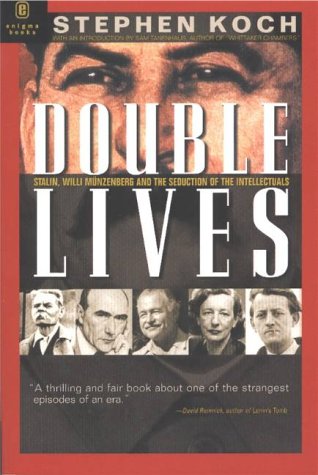 STEPHEN KOCH
WITH AN INTRODUCTION BY SAM TANENHAUS, AUTHOR OF "WHITTAKER CHAMBERS"
e
enigma
books
DOUBLE
STALIN, WILLI MÜNZENBERG AND THE SEDUCTION OF THE INTELLECTUALS
LIVES
"A thrilling and fair book about one of the strangest
episodes of an era."
—David Remnick, author of Lenin's Tomb